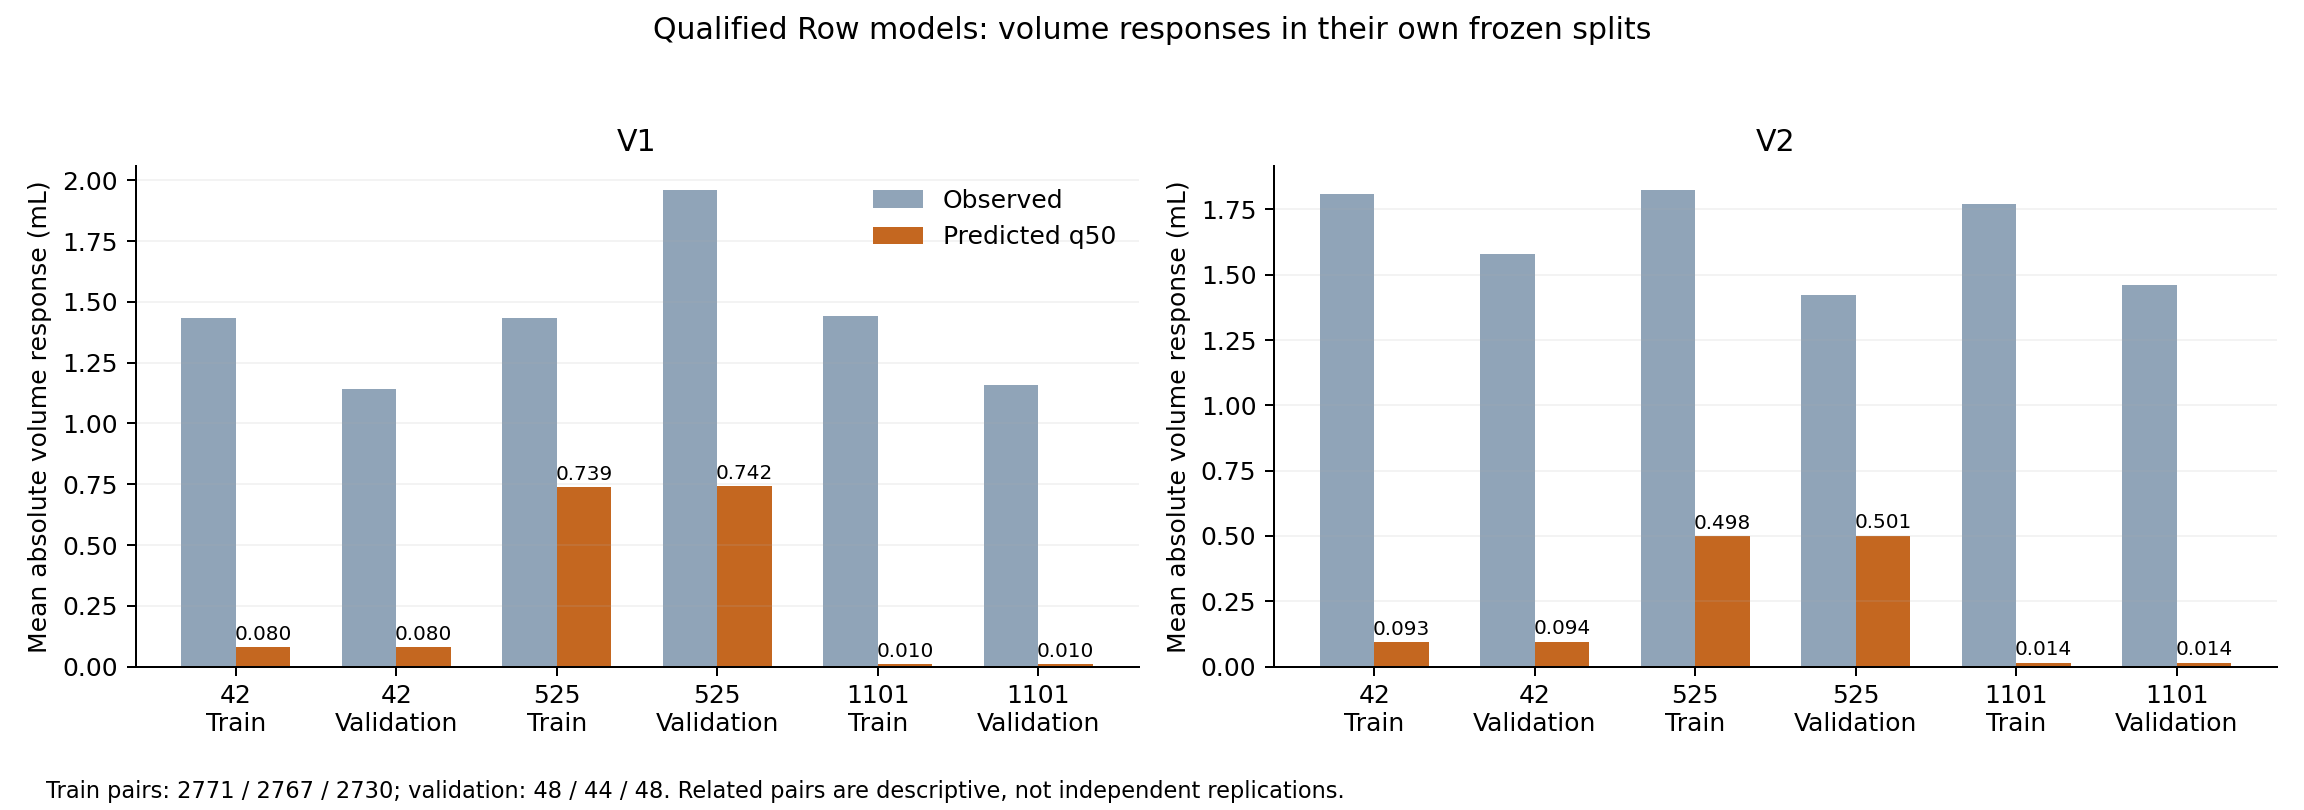 Qualified Row models: volume responses in their own frozen splits
V1
Mean absolute volume response (mL)
2.00
1.75
1.50
1.25
1.00
0.75
0.50
0.25
0.00
Observed
Predicted q50
0.080
0.080
0.739
0.742
0.010
0.010
42
Train
42
Validation
525
Train
525
Validation
1101
Train
1101
Validation
V2
Mean absolute volume response (mL)
1.75
1.50
1.25
1.00
0.75
0.50
0.25
0.00
0.093
0.094
0.498
0.501
0.014
0.014
42
Train
42
Validation
525
Train
525
Validation
1101
Train
1101
Validation
Train pairs: 2771 / 2767 / 2730; validation: 48 / 44 / 48. Related pairs are descriptive, not independent replications.